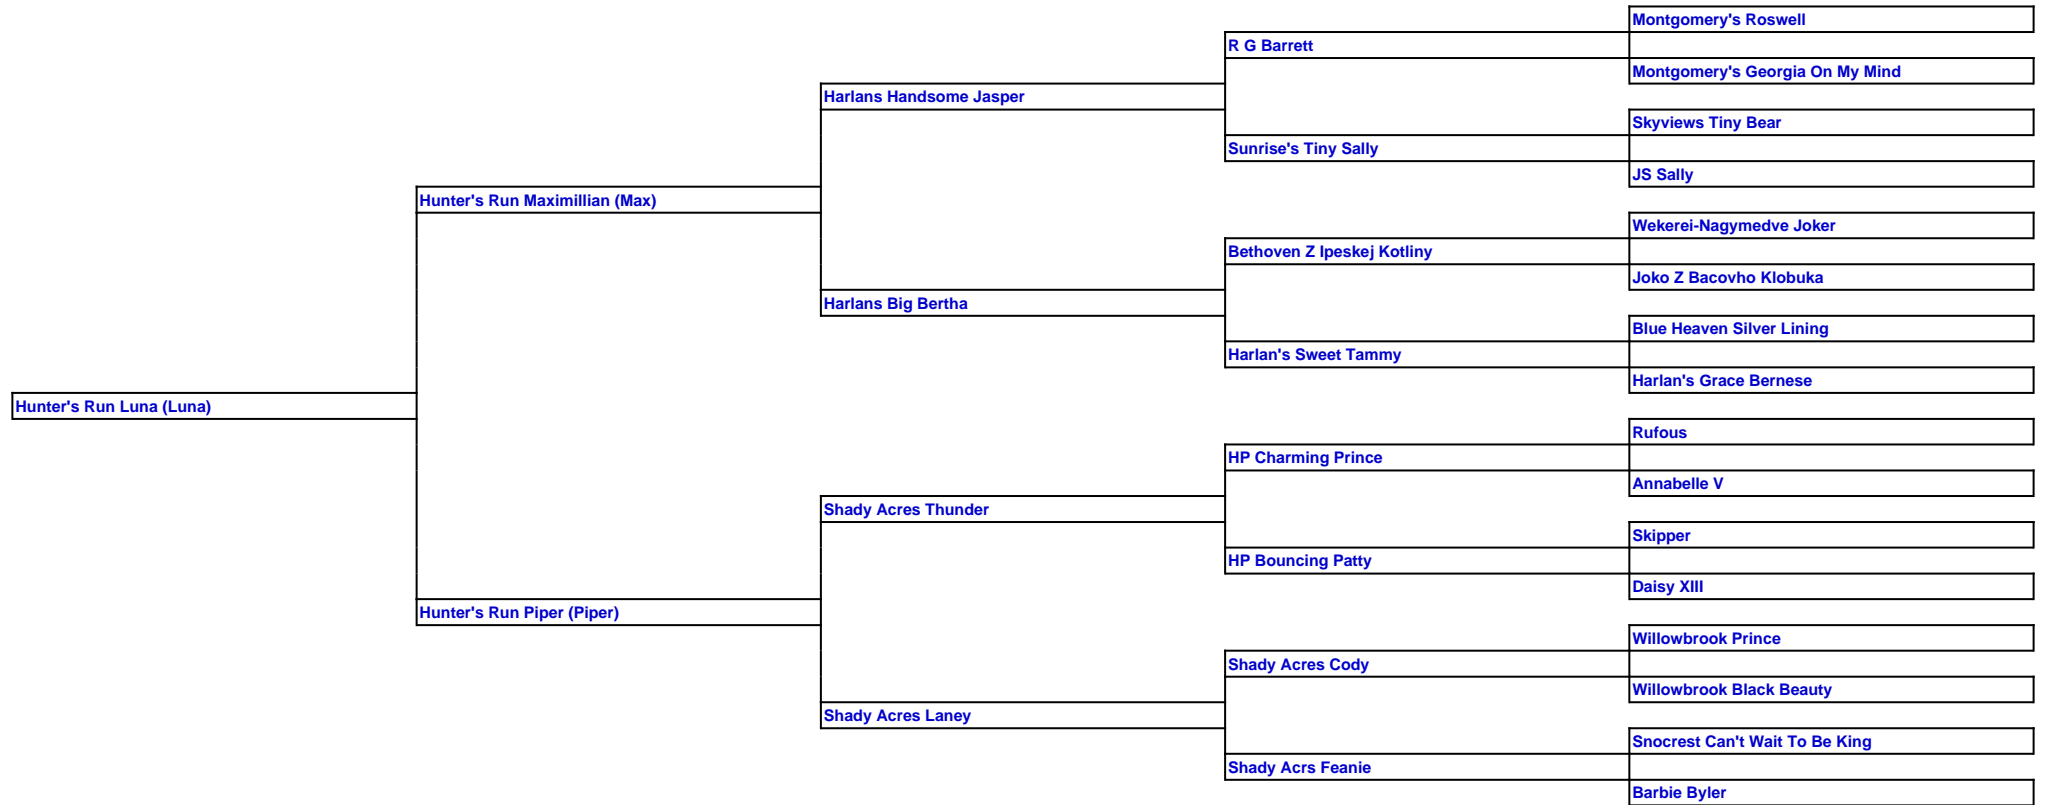 Montgomery's Roswell
R G Barrett
Montgomery's Georgia On My Mind
Harlans Handsome Jasper
Skyviews Tiny Bear
Sunrise's Tiny Sally
JS Sally
Hunter's Run Maximillian (Max)
Wekerei-Nagymedve Joker
Bethoven Z Ipeskej Kotliny
Joko Z Bacovho Klobuka
Harlans Big Bertha
Blue Heaven Silver Lining
Harlan's Sweet Tammy
Harlan's Grace Bernese
Hunter's Run Luna (Luna)
Rufous
HP Charming Prince
Annabelle V
Shady Acres Thunder
Skipper
HP Bouncing Patty
Daisy XIII
Hunter's Run Piper (Piper)
Willowbrook Prince
Shady Acres Cody
Willowbrook Black Beauty
Shady Acres Laney
Snocrest Can't Wait To Be King
Shady Acrs Feanie
Barbie Byler